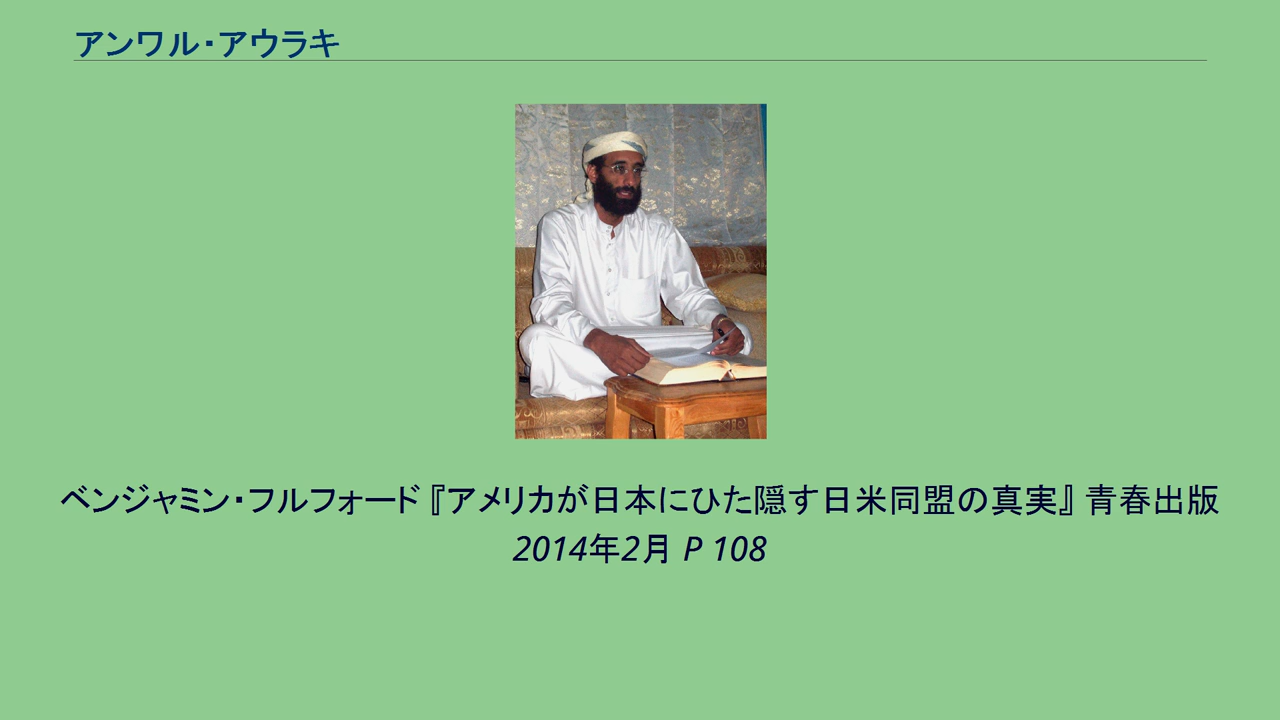 アンワル・アウラキ
ベンジャミン・フルフォード『アメリカが日本にひた隠す日米同盟の真実』青春出版
2014年2月 P 108